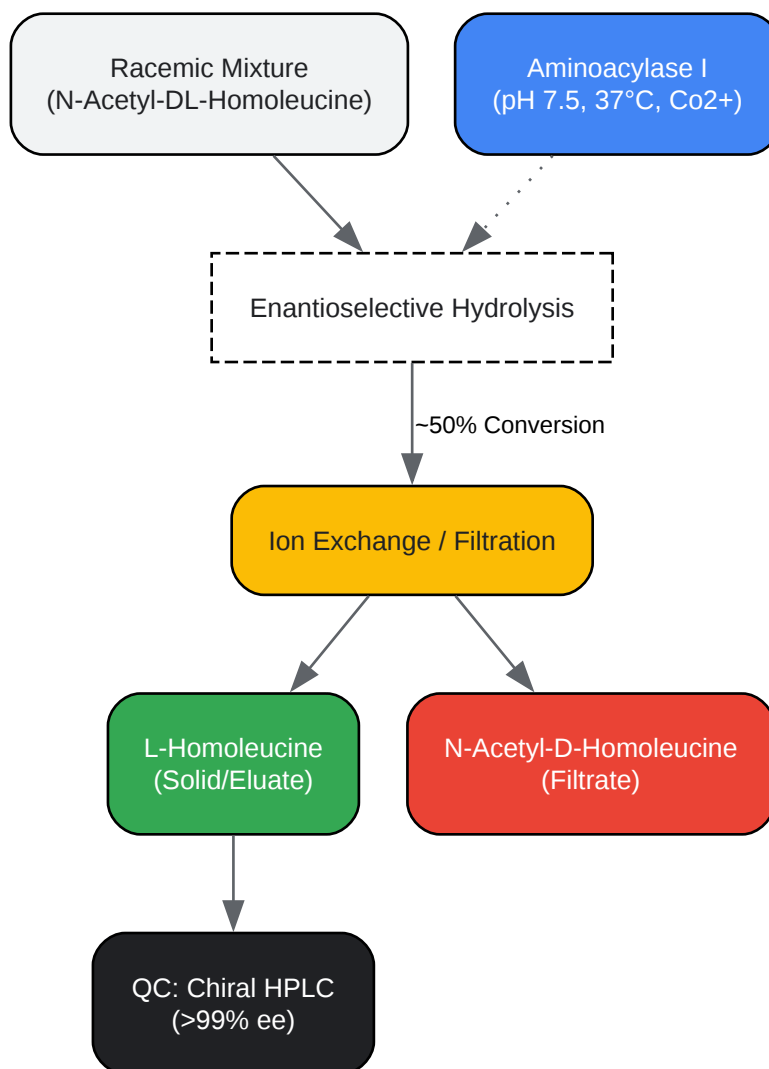 Racemic Mixture
(N-Acetyl-DL-Homoleucine)
Aminoacylase I
(pH 7.5, 37°C, Co2+)
Enantioselective Hydrolysis
~50% Conversion
Ion Exchange / Filtration
L-Homoleucine
(Solid/Eluate)
N-Acetyl-D-Homoleucine
(Filtrate)
QC: Chiral HPLC
(>99% ee)